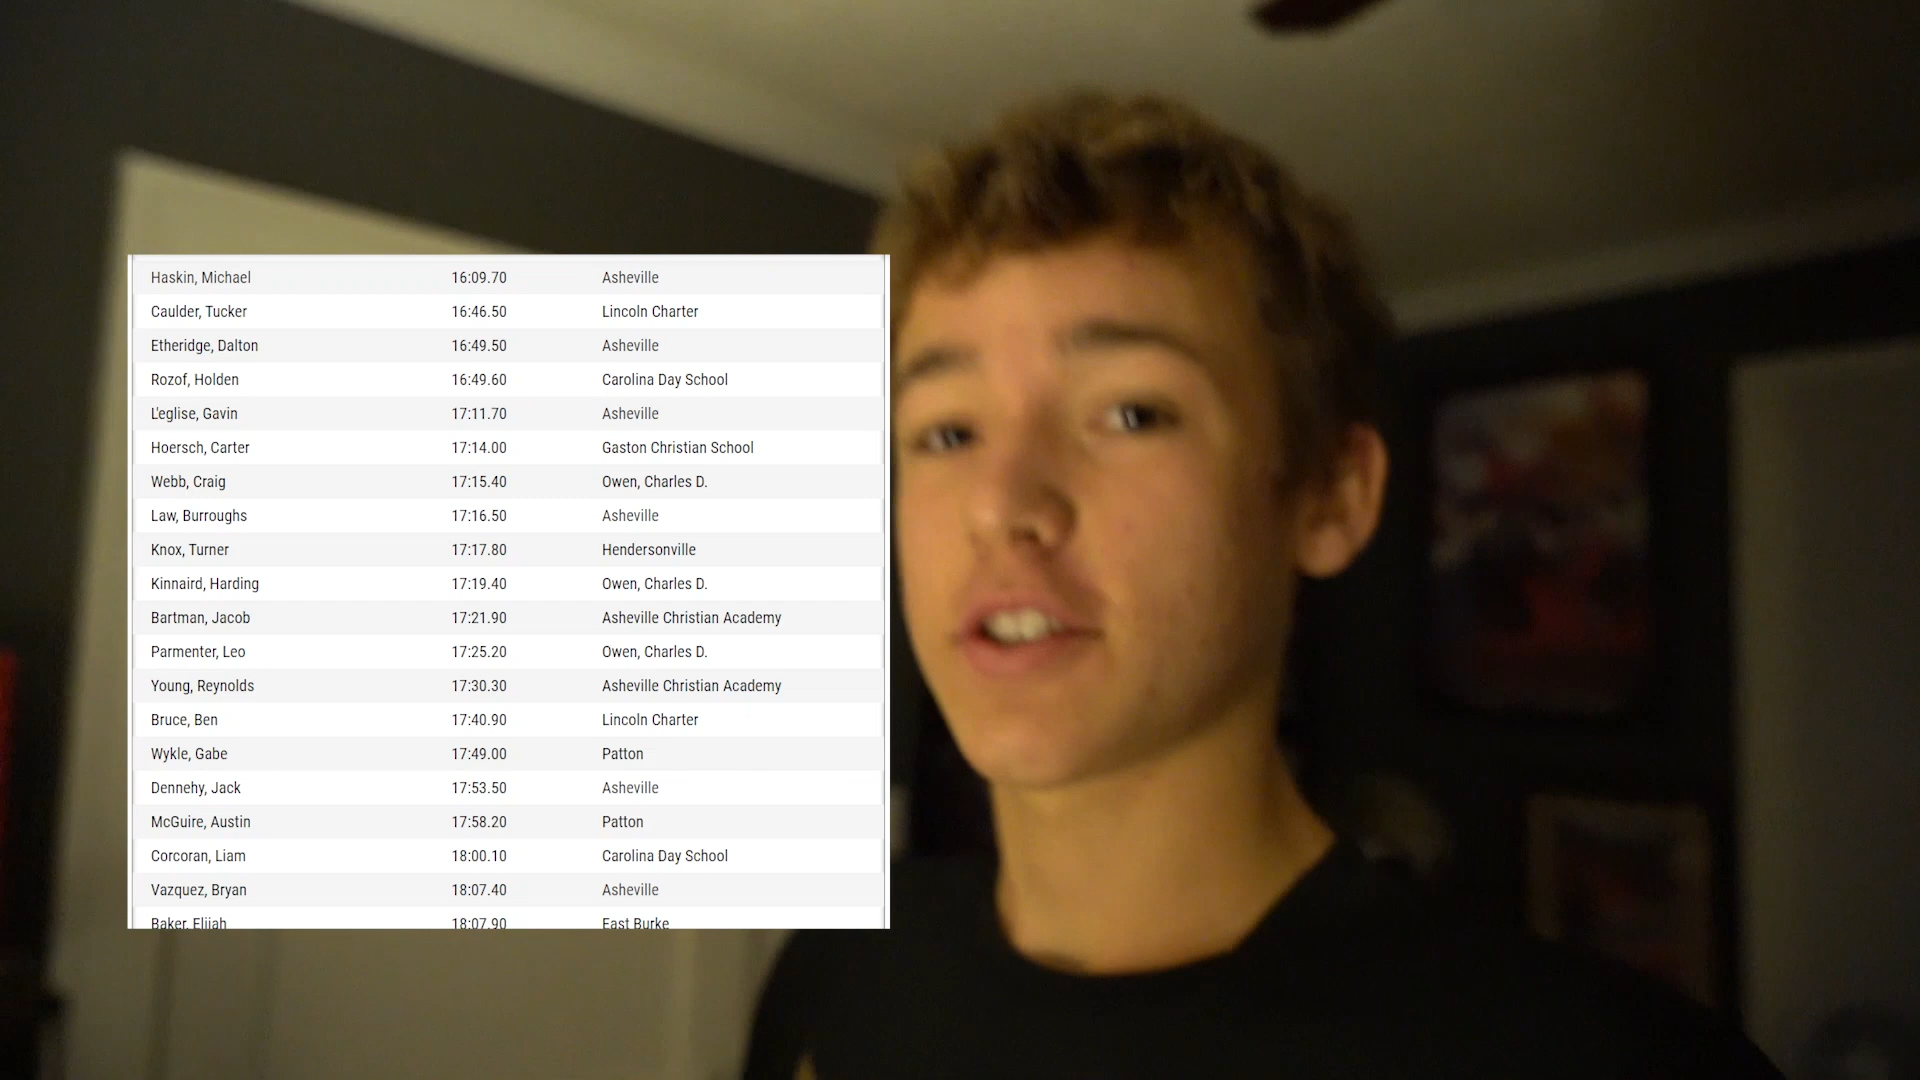 Haskin, Michael 16:09.70 Asheville
Caulder, Tucker 16:46.50 Lincoln Charter
Etheridge, Dalton 16:49.50 Asheville
Rozof, Holden 16:49.60 Carolina Day School
L'eglise, Gavin 17:11.70 Asheville
Hoersch, Carter 17:14.00 Gaston Christian School
Webb, Craig 17:15.40 Owen, Charles D.
Law, Burroughs 17:16.50 Asheville
Knox, Turner 17:17.80 Hendersonville
Kinnaird, Harding 17:19.40 Owen, Charles D.
Bartman, Jacob 17:21.90 Asheville Christian Academy
Parmenter, Leo 17:25.20 Owen, Charles D.
Young, Reynolds 17:30.30 Asheville Christian Academy
Bruce, Ben 17:40.90 Lincoln Charter
Wykle, Gabe 17:49.00 Patton
Dennehy, Jack 17:53.50 Asheville
McGuire, Austin 17:58.20 Patton
Corcoran, Liam 18:00.10 Carolina Day School
Vazquez, Bryan 18:07.40 Asheville
Baker, Elijah 18:07.90 East Burke